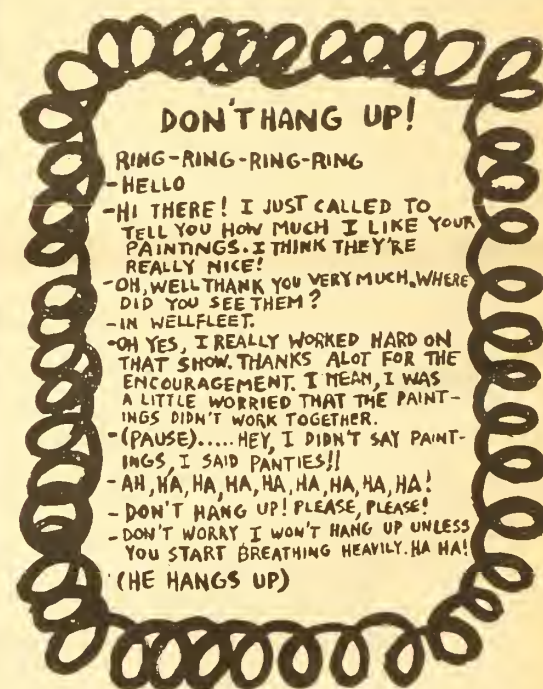 DON'T HANG UP!
RING-RING-RING-RING
-HELLO
-HI THERE! I JUST CALLED TO
TELL YOU HOW MUCH I LIKE YOUR
PAINTINGS. I THINK THEY'RE
REALLY NICE!
-OH, WELL THANK YOU VERY MUCH. WHERE
DID YOU SEE THEM?
-IN WELLFLEET.
-OH YES, I REALLY WORKED HARD ON
THAT SHOW. THANKS ALOT FOR THE
ENCOURAGEMENT. I MEAN, I WAS
A LITTLE WORRIED THAT THE PAINT-
INGS DIDN'T WORK TOGETHER.
-(PAUSE)..... HEY, I DIDN'T SAY PAINT-
INGS, I SAID PANTIES!!
-AH, HA, HA, HA, HA, HA, HA, HA, HA!
- DON'T HANG UP! PLEASE, PLEASE!
- DON'T WORRY I WON'T HANG UP UNLESS
YOU START BREATHING HEAVILY. HA HA!
(HE HANGS UP)